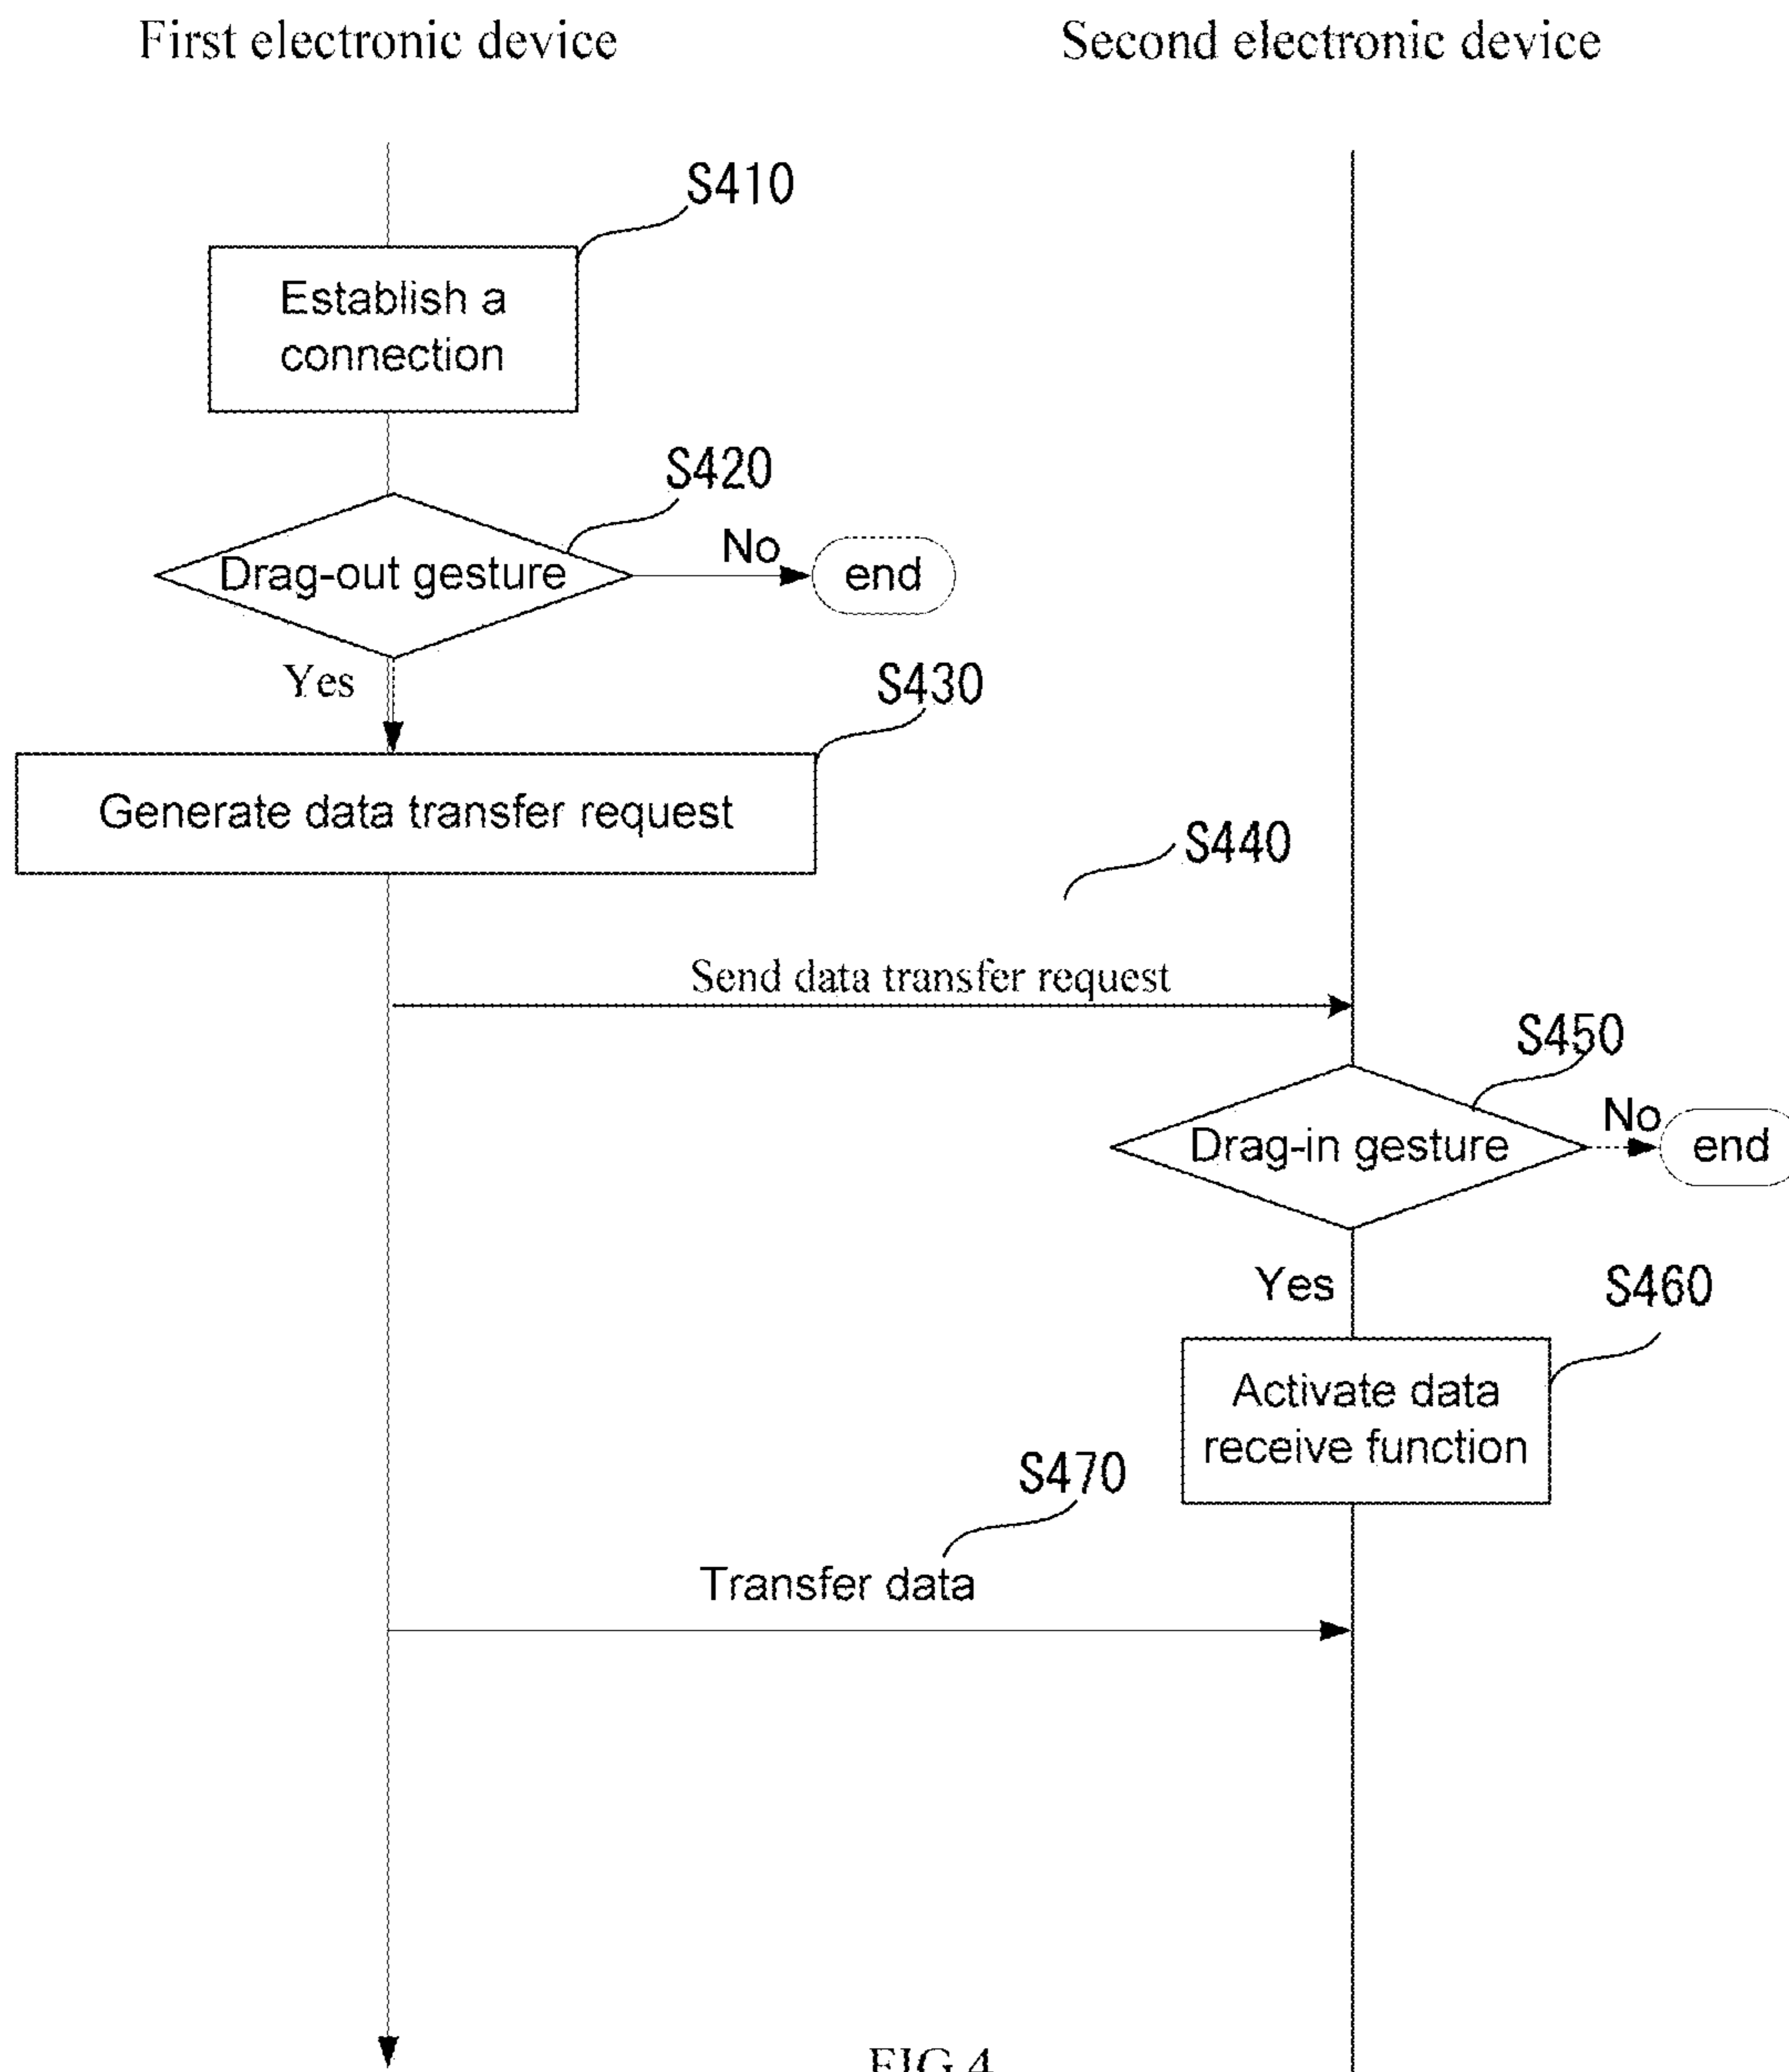 First electronic device
Second electronic device
S410
Establish a
connection
S420
Drag-out gesture
No
end
Yes
S430
Generate data transfer request
S440
Send data transfer request
S450
Drag-in gesture
No
end
Yes
S460
Activate data
receive function
S470
Transfer data
FIG 4